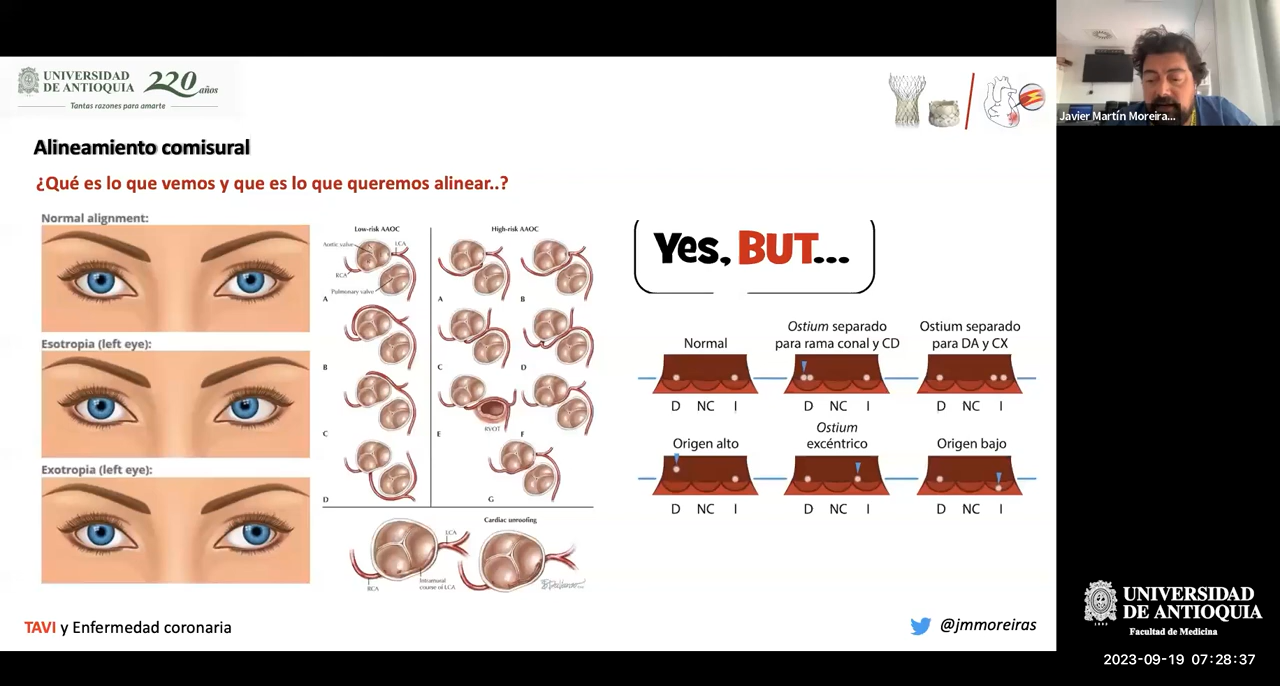 UNIVERSIDAD
DE ANTIOQUIA
220 años
Tantas razones para amarte
Javier Martín Moreira...
Alineamiento comisural
¿Qué es lo que vemos y que es lo que queremos alinear..?
Normal alignment:
Esotropia (left eye):
Exotropia (left eye):
Low-risk AAOC
High-risk AAOC
Aortic valve
LCA
RCA
Pulmonary valve
A
A
B
B
C
D
C
E
RVOT
F
D
G
Cardiac unroofing
LCA
RCA
Intramural
course of LCA
Yes, BUT...
Normal
Ostium separado
para rama conal y CD
Ostium separado
para DA y CX
D NC I
D NC I
D NC I
Origen alto
Ostium
excéntrico
Origen bajo
D NC I
D NC I
D NC I
TAVI y Enfermedad coronaria
@jmmoreiras
UNIVERSIDAD
DE ANTIOQUIA
Facultad de Medicina
2023-09-19 07:28:37